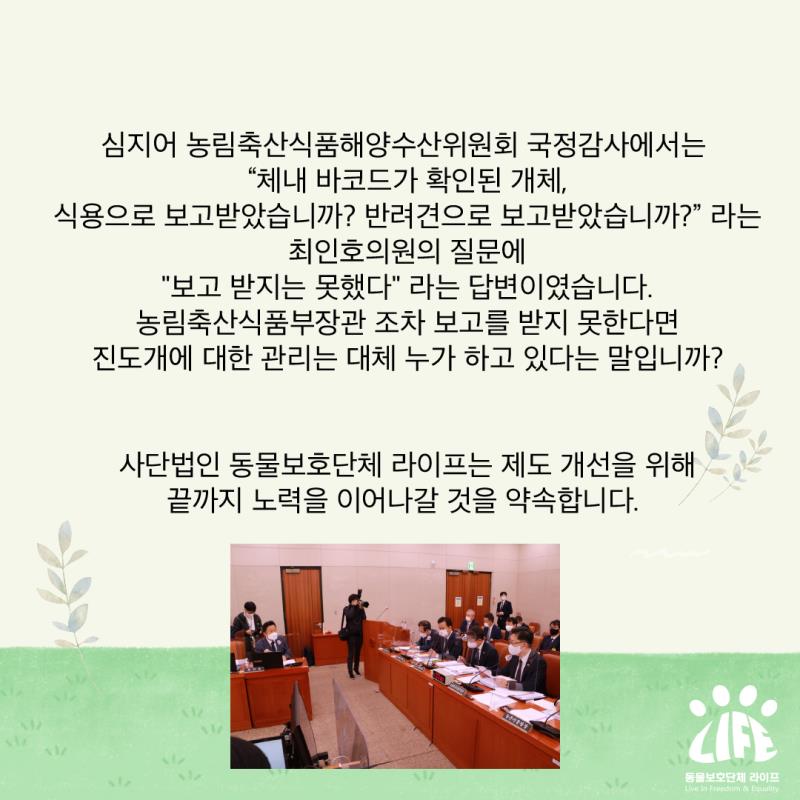 심지어 농림축산식품해양수산위원회 국정감사에서는
“체내 바코드가 확인된 개체,
식용으로 보고받았습니까? 반려견으로 보고받았습니까?” 라는
최인호의원의 질문에
"보고 받지는 못했다" 라는 답변이였습니다.
농림축산식품부장관 조차 보고를 받지 못한다면
진도개에 대한 관리는 대체 누가 하고 있다는 말입니까?
사단법인 동물보호단체 라이프는 제도 개선을 위해
끝까지 노력을 이어나갈 것을 약속합니다.
LIFE
동물보호단체 라이프
Live In Freedom & Equality